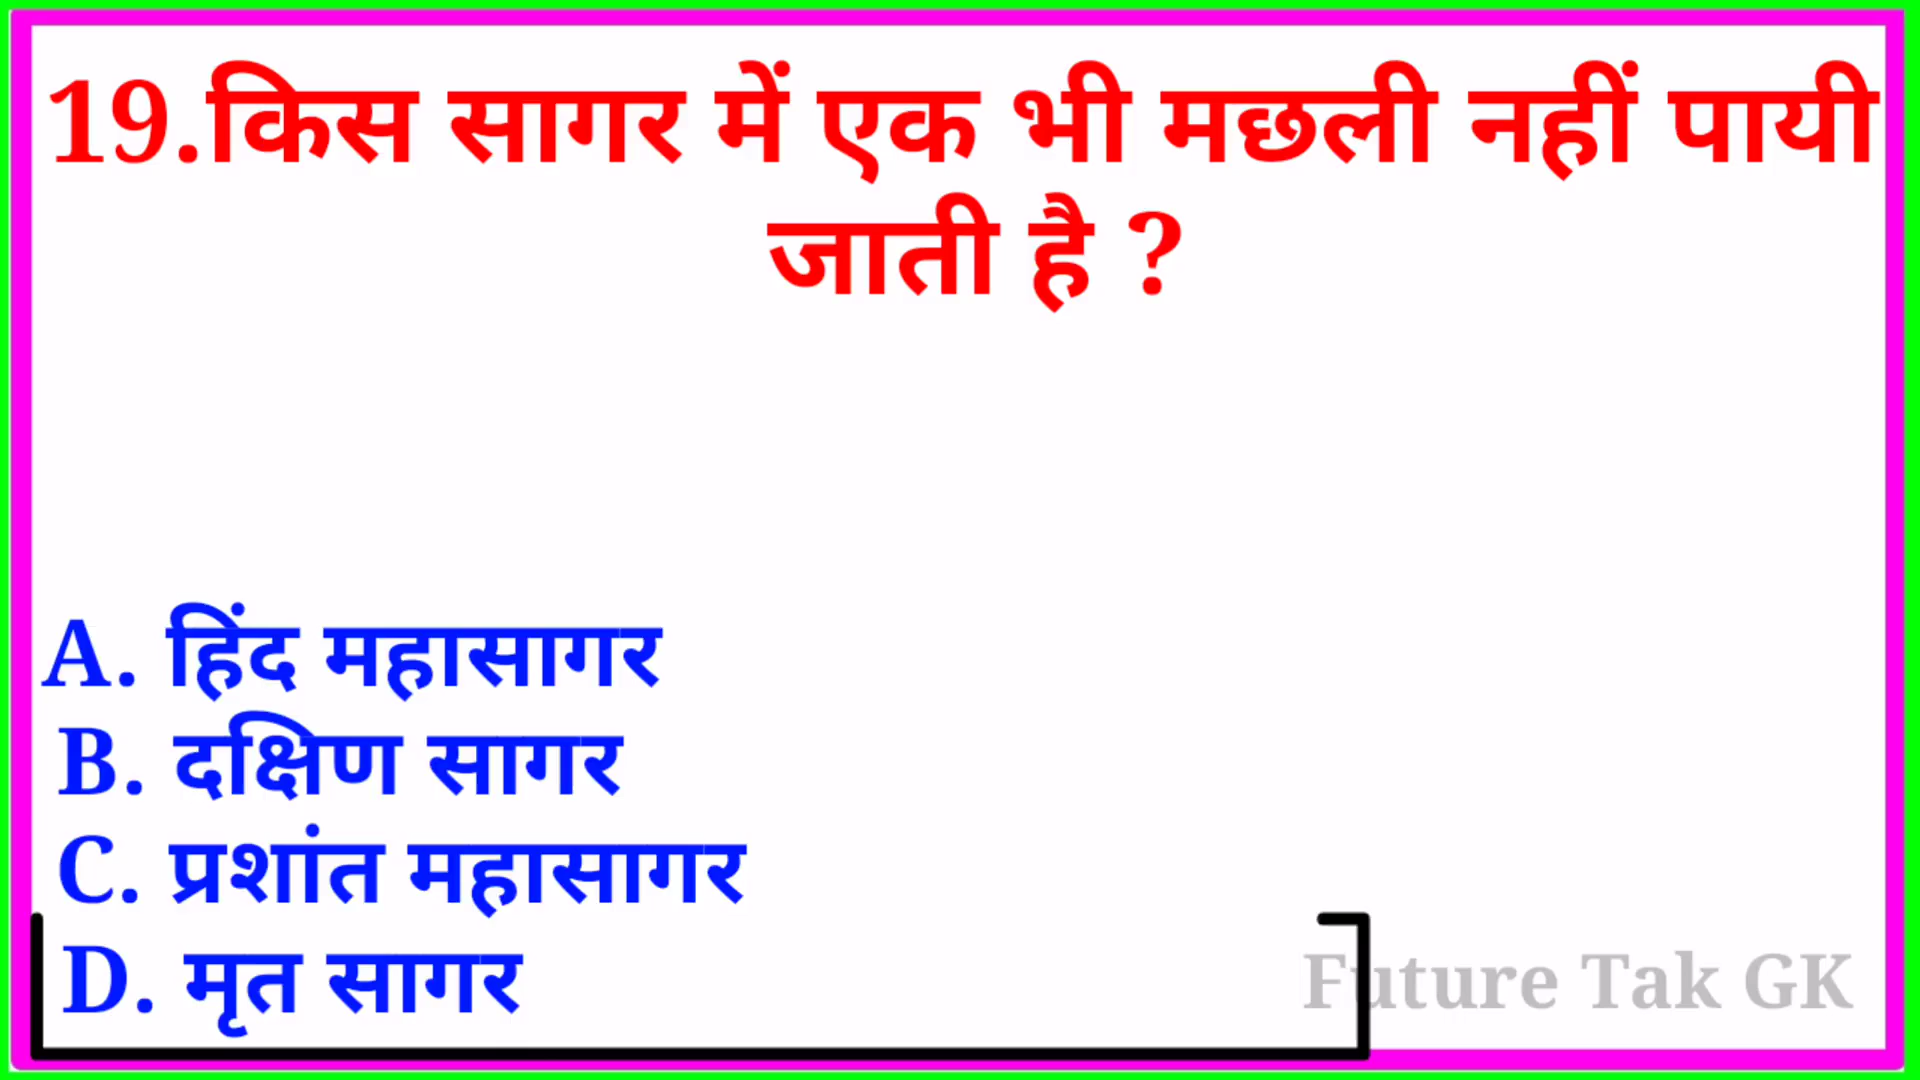 19.किस सागर में एक भी मछली नहीं पायी
जाती है ?
A. हिंद महासागर
B. दक्षिण सागर
C. प्रशांत महासागर
D. मृत सागर
Future Tak GK